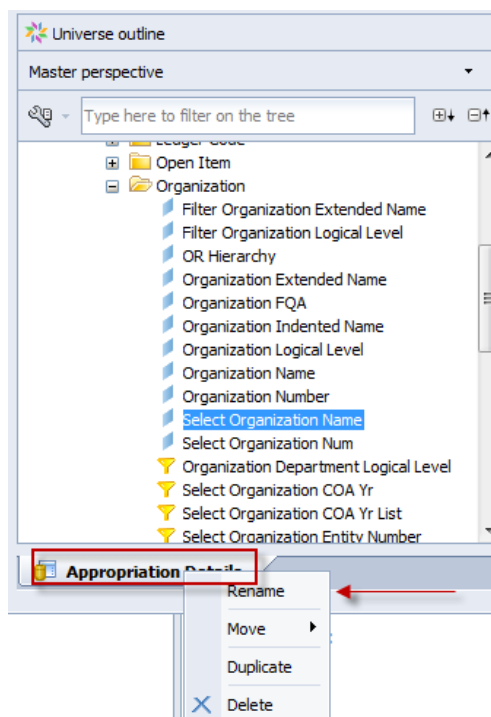 Universe outline
Master perspective
Type here to filter on the tree
Ledger Code
Open Item
Organization
Filter Organization Extended Name
Filter Organization Logical Level
OR Hierarchy
Organization Extended Name
Organization FQA
Organization Indented Name
Organization Logical Level
Organization Name
Organization Number
Select Organization Name
Select Organization Num
Organization Department Logical Level
Select Organization COA Yr
Select Organization COA Yr List
Select Organization Entity Number
Appropriation Details
Rename
Move
Duplicate
Delete